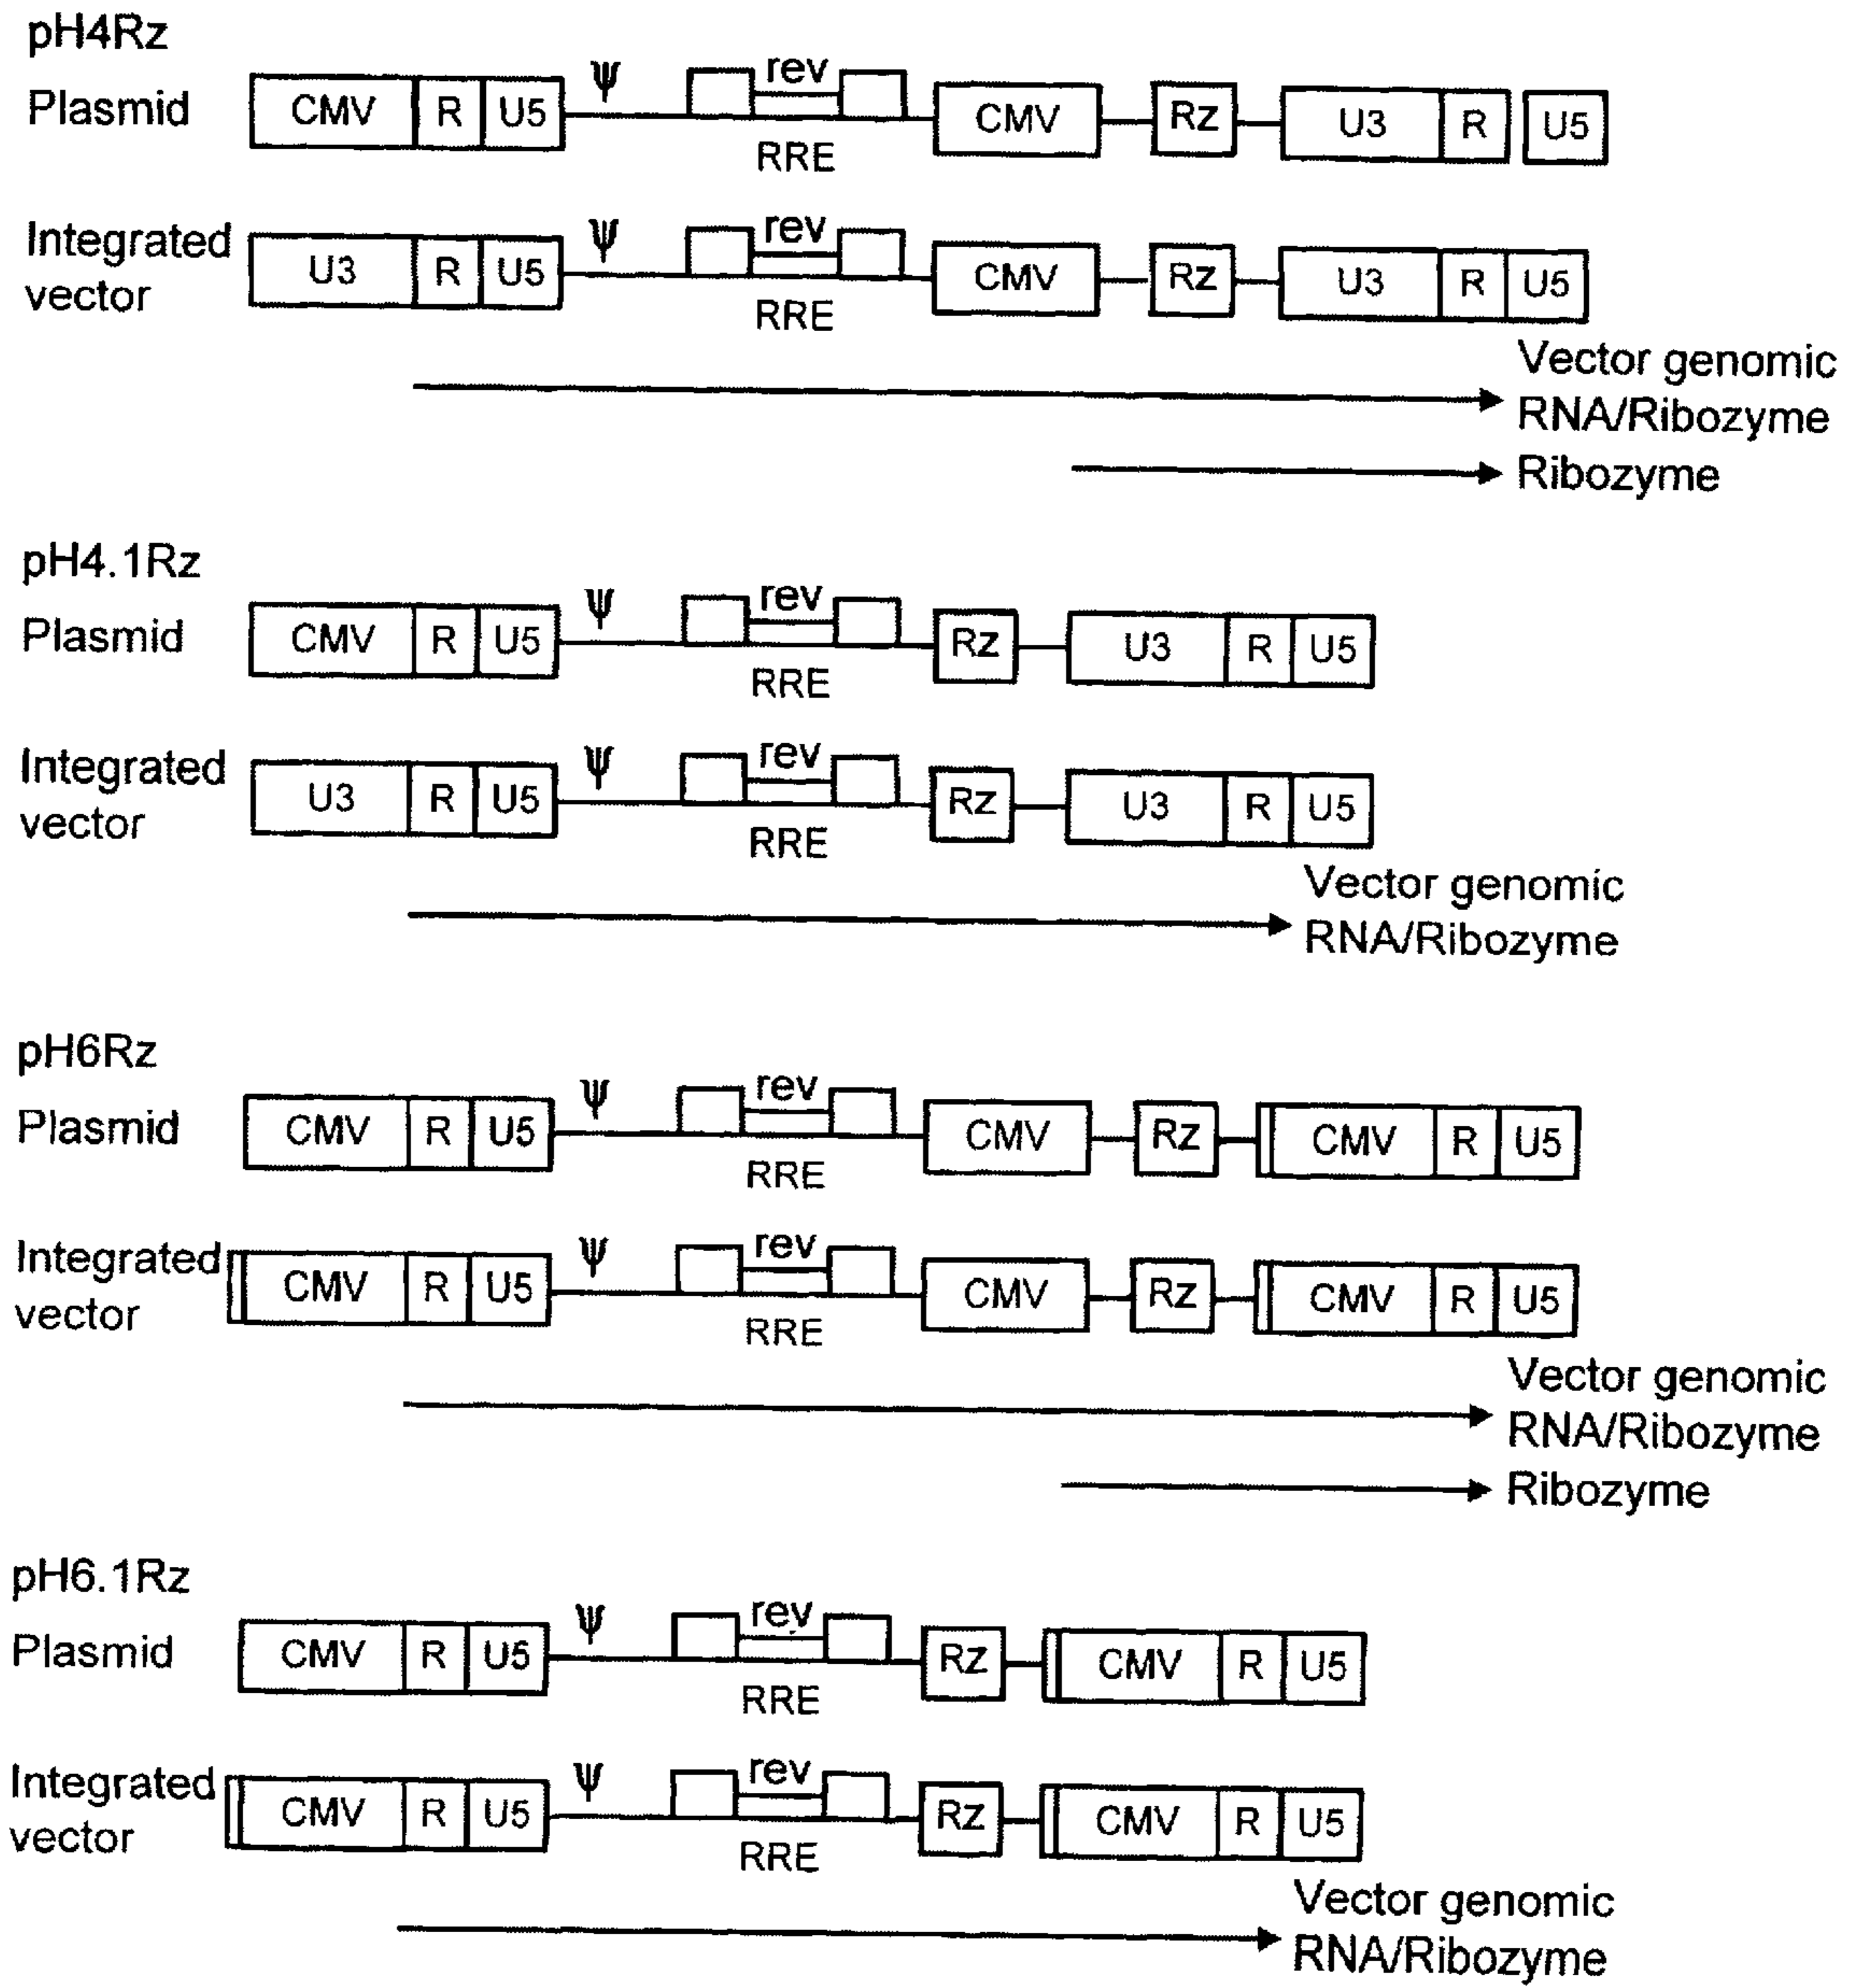 pH4Rz
Plasmid CMV R U5 ψ rev RRE CMV Rz U3 R U5
Integrated
vector U3 R U5 ψ rev RRE CMV Rz U3 R U5
Vector genomic
RNA/Ribozyme
Ribozyme
pH4.1Rz
Plasmid CMV R U5 ψ rev RRE Rz U3 R U5
Integrated
vector U3 R U5 ψ rev RRE Rz U3 R U5
Vector genomic
RNA/Ribozyme
pH6Rz
Plasmid CMV R U5 ψ rev RRE CMV Rz CMV R U5
Integrated
vector CMV R U5 ψ rev RRE CMV Rz CMV R U5
Vector genomic
RNA/Ribozyme
Ribozyme
pH6.1Rz
Plasmid CMV R U5 ψ rev RRE Rz CMV R U5
Integrated
vector CMV R U5 ψ rev RRE Rz CMV R U5
Vector genomic
RNA/Ribozyme